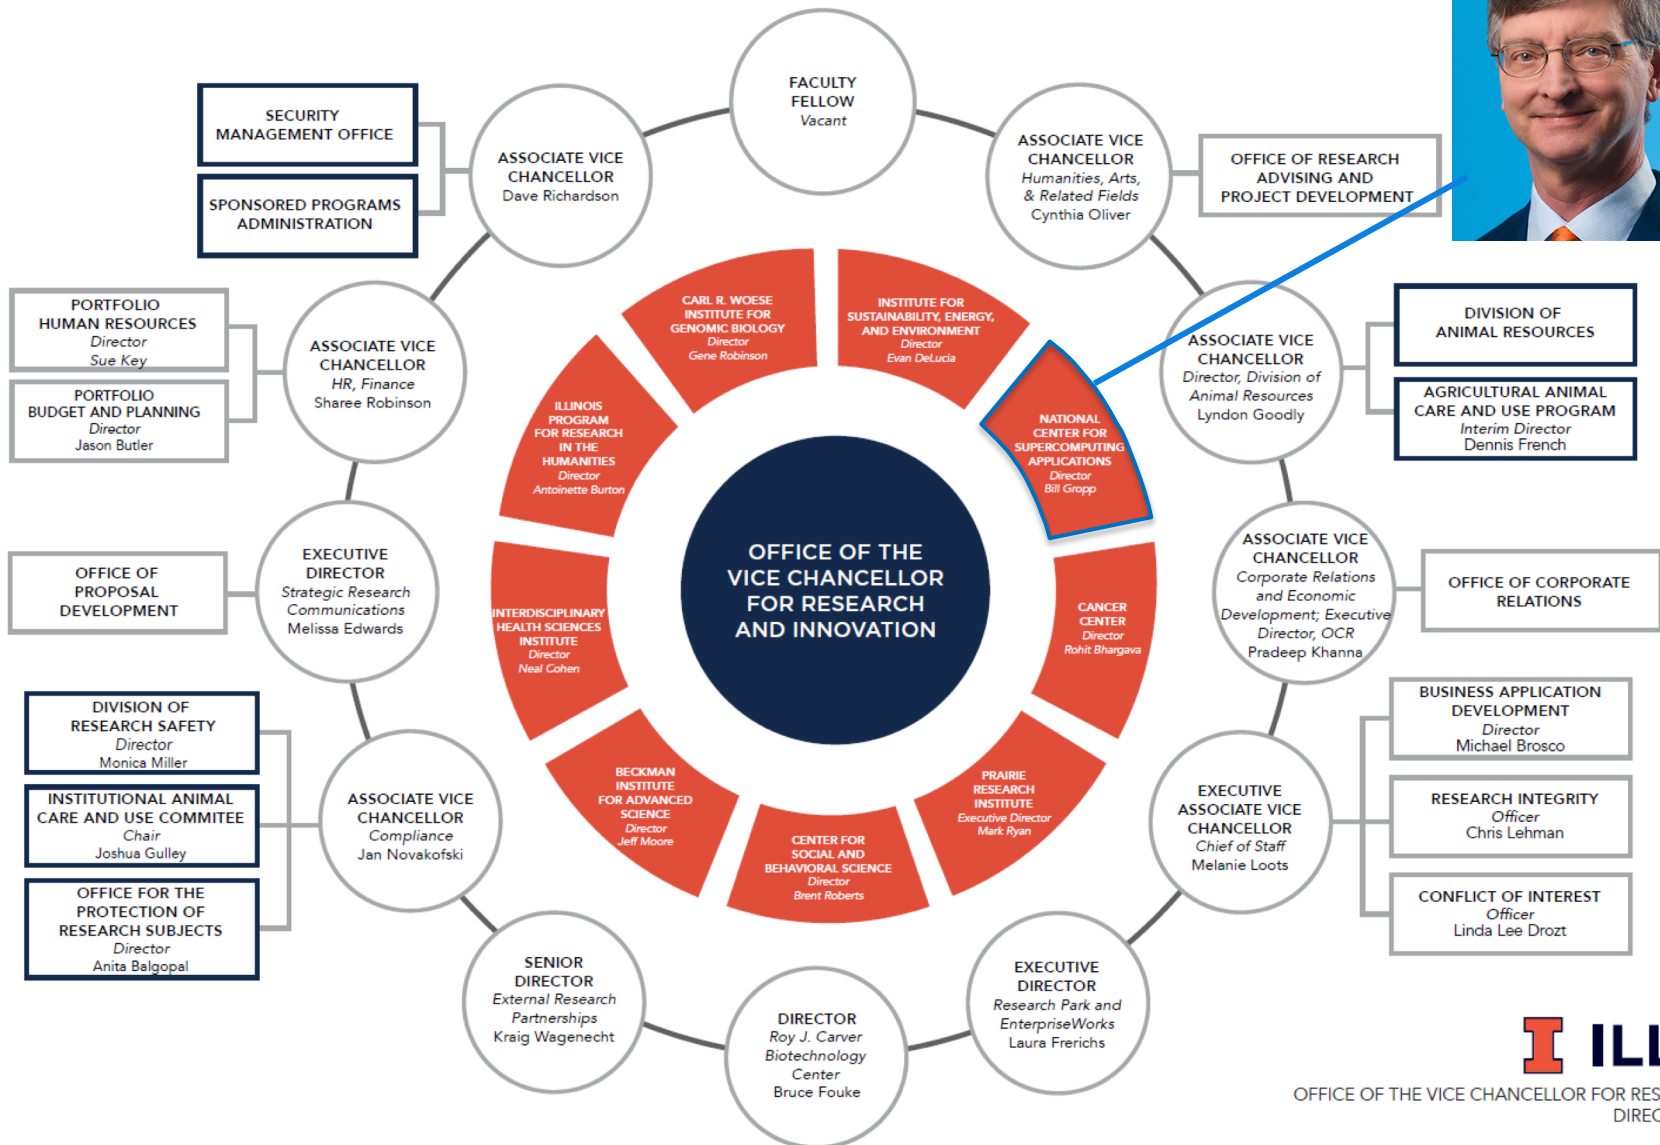 FACULTY
FELLOW
Vacant
SECURITY
MANAGEMENT OFFICE
SPONSORED PROGRAMS
ADMINISTRATION
ASSOCIATE VICE
CHANCELLOR
Dave Richardson
ASSOCIATE VICE
CHANCELLOR
Humanities, Arts,
& Related Fields
Cynthia Oliver
OFFICE OF RESEARCH
ADVISING AND
PROJECT DEVELOPMENT
PORTFOLIO
HUMAN RESOURCES
Director
Sue Key
PORTFOLIO
BUDGET AND PLANNING
Director
Jason Butler
ASSOCIATE VICE
CHANCELLOR
HR, Finance
Sharee Robinson
CARL R. WOESE
INSTITUTE FOR
GENOMIC BIOLOGY
Director
Gene Robinson
INSTITUTE FOR
SUSTAINABILITY, ENERGY,
AND ENVIRONMENT
Director
Evan DeLucia
ASSOCIATE VICE
CHANCELLOR
Director, Division of
Animal Resources
Lyndon Goodly
DIVISION OF
ANIMAL RESOURCES
AGRICULTURAL ANIMAL
CARE AND USE PROGRAM
Interim Director
Dennis French
ILLINOIS
PROGRAM
FOR RESEARCH
IN THE
HUMANITIES
Director
Antoinette Burton
NATIONAL
CENTER FOR
SUPERCOMPUTING
APPLICATIONS
Director
Bill Gropp
OFFICE OF
PROPOSAL
DEVELOPMENT
EXECUTIVE
DIRECTOR
Strategic Research
Communications
Melissa Edwards
INTERDISCIPLINARY
HEALTH SCIENCES
INSTITUTE
Director
Neal Cohen
OFFICE OF THE
VICE CHANCELLOR
FOR RESEARCH
AND INNOVATION
CANCER
CENTER
Director
Rohit Bhargava
ASSOCIATE VICE
CHANCELLOR
Corporate Relations
and Economic
Development; Executive
Director, OCR
Pradeep Khanna
OFFICE OF CORPORATE
RELATIONS
DIVISION OF
RESEARCH SAFETY
Director
Monica Miller
INSTITUTIONAL ANIMAL
CARE AND USE COMMITEE
Chair
Joshua Gulley
OFFICE FOR THE
PROTECTION OF
RESEARCH SUBJECTS
Director
Anita Balgopal
ASSOCIATE VICE
CHANCELLOR
Compliance
Jan Novakofski
BECKMAN
INSTITUTE
FOR ADVANCED
SCIENCE
Director
Jeff Moore
CENTER FOR
SOCIAL AND
BEHAVIORAL SCIENCE
Director
Brent Roberts
PRAIRIE
RESEARCH
INSTITUTE
Executive Director
Mark Ryan
EXECUTIVE
ASSOCIATE VICE
CHANCELLOR
Chief of Staff
Melanie Loots
BUSINESS APPLICATION
DEVELOPMENT
Director
Michael Brosco
RESEARCH INTEGRITY
Officer
Chris Lehman
CONFLICT OF INTEREST
Officer
Linda Lee Drozt
SENIOR
DIRECTOR
External Research
Partnerships
Kraig Wagenecht
DIRECTOR
Roy J. Carver
Biotechnology
Center
Bruce Fouke
EXECUTIVE
DIRECTOR
Research Park and
EnterpriseWorks
Laura Frerichs
I ILL
OFFICE OF THE VICE CHANCELLOR FOR RES
DIREC